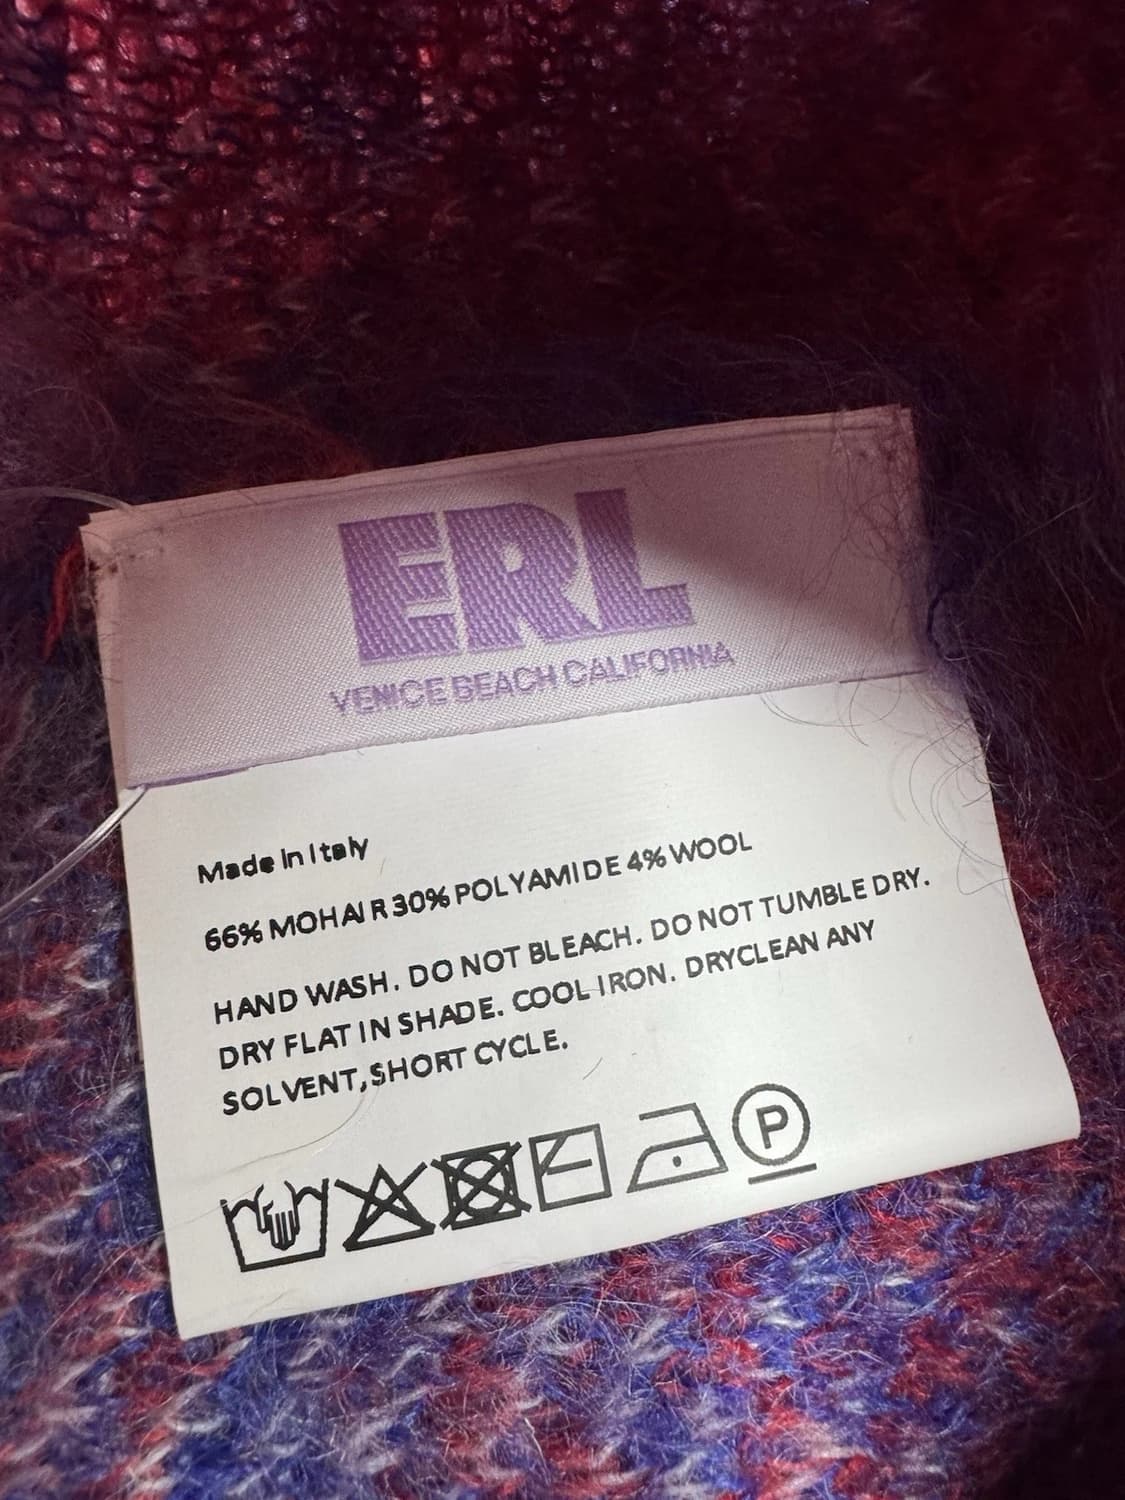 ERL
VENICE BEACH CALIFORNIA
Made in Italy
66% MOHAIR 30% POLYAMIDE 4% WOOL
HAND WASH. DO NOT BLEACH. DO NOT TUMBLE DRY.
DRY FLAT IN SHADE. COOL IRON. DRYCLEAN ANY
SOLVENT,SHORT CYCLE.
P